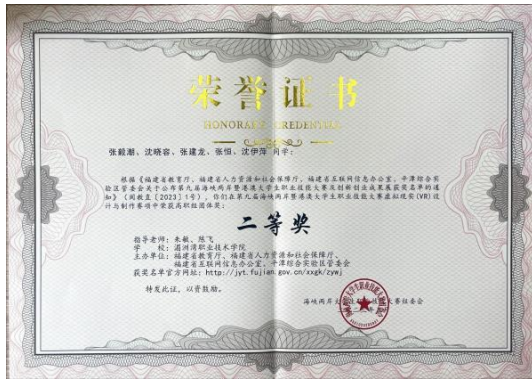 荣誉证书
HONORARY CREDENTIAL
张毅潮、沈晓容、张建龙、张恒、沈伊萍 同学：
根据《福建省教育厅、福建省人力资源和社会保障厅、福建省互联网信息办公室、平潭综合实
验区管委会关于公布第九届海峡两岸暨港澳大学生职业技能大赛及创新创业成果展获奖名单的通
知》（闽教直〔2023〕1号），你们在第九届海峡两岸暨港澳大学生职业技能大赛虚拟现实(VR)设
计与制作赛项中荣获高职组团体奖：
二等奖
指导老师：朱敏、陈飞
学 校：湄洲湾职业技术学院
主办单位：福建省教育厅、福建省人力资源和社会保障厅、
福建省互联网信息办公室、平潭综合实验区管委会
获奖名单官方网址：http://jyt.fujian.gov.cn/xxgk/zywj
特发此证，以资鼓励。
海峡两岸
大赛组委会